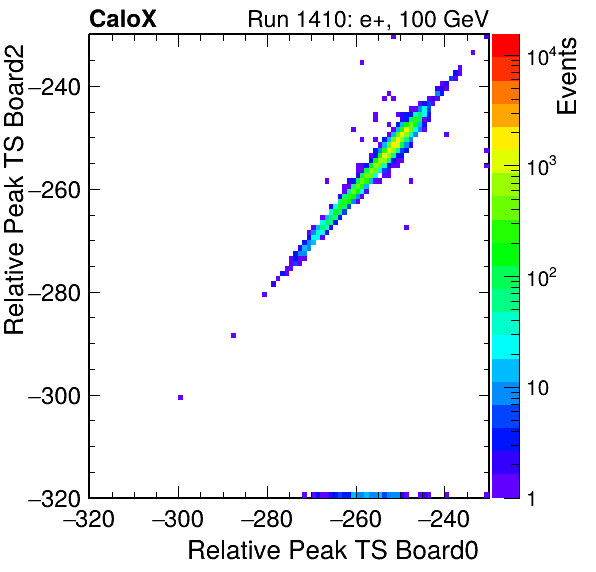 CaloX Run 1410: e+, 100 GeV
Relative Peak TS Board2
−240
−260
−280
−300
−320
−320 −300 −280 −260 −240
Relative Peak TS Board0
Events
10⁴
10³
10²
10
1